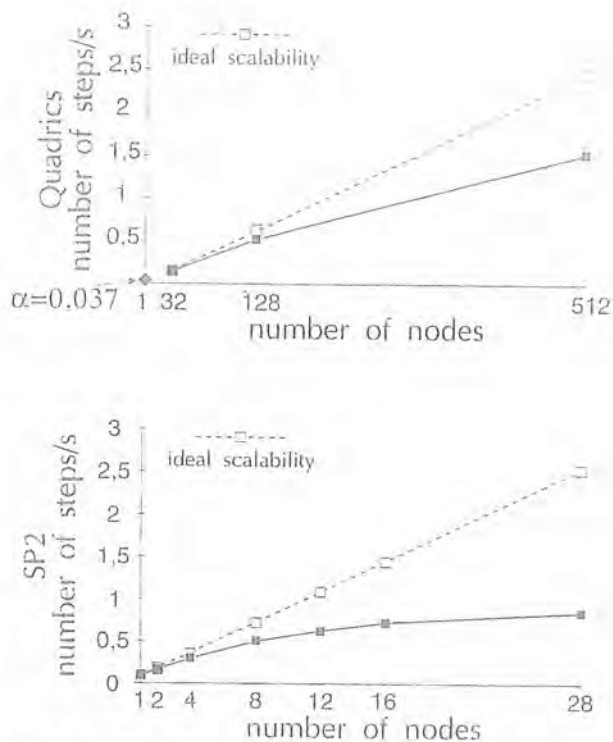 3
2,5
2
1,5
1
0,5
Quadrics
number of steps/s
ideal scalability
α=0.037
1 32 128 512
number of nodes
3
2,5
2
1,5
1
0,5
0
SP2
number of steps/s
ideal scalability
1 2 4 8 12 16 28
number of nodes